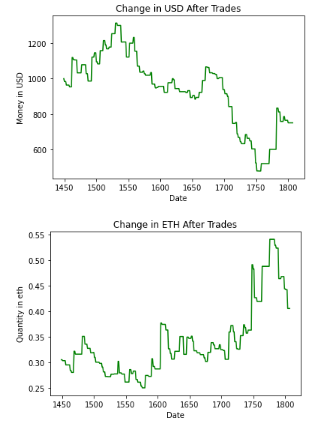 Change in USD After Trades
1200
1000
800
600
Money in USD
1450 1500 1550 1600 1650 1700 1750 1800
Date
Change in ETH After Trades
0.55
0.50
0.45
0.40
0.35
0.30
0.25
Quantity in eth
1450 1500 1550 1600 1650 1700 1750 1800
Date